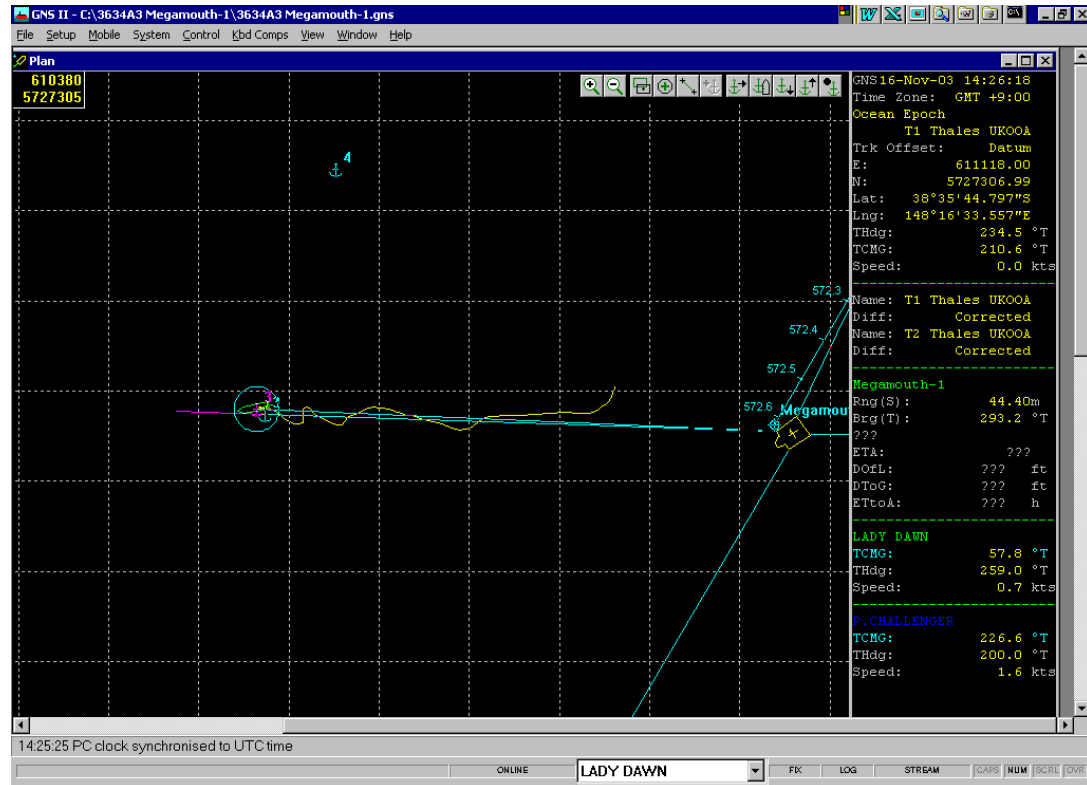 GNS II - C:\3634A3 Megamouth-1\3634A3 Megamouth-1.gns
File Setup Mobile System Control Kbd Comps View Window Help
Plan
610380
5727305
4
572.3
572.4
572.5
572.6 Megamou
3
GNS 16-Nov-03 14:26:18
Time Zone: GMT +9:00
Ocean Epoch
T1 Thales UKOOA
Trk Offset: Datum
E: 611118.00
N: 5727306.99
Lat: 38°35'44.797"S
Lng: 148°16'33.557"E
THdg: 234.5 °T
TCMG: 210.6 °T
Speed: 0.0 kts
Name: T1 Thales UKOOA
Diff: Corrected
Name: T2 Thales UKOOA
Diff: Corrected
Megamouth-1
Rng(S): 44.40m
Brg(T): 293.2 °T
???
ETA: ???
DOfL: ??? ft
DToG: ??? ft
ETtoA: ??? h
LADY DAWN
TCMG: 57.8 °T
THdg: 259.0 °T
Speed: 0.7 kts
P.CHALLENGER
TCMG: 226.6 °T
THdg: 200.0 °T
Speed: 1.6 kts
14:25:25 PC clock synchronised to UTC time
ONLINE LADY DAWN FIX LOG STREAM CAPS NUM SCRL OVR